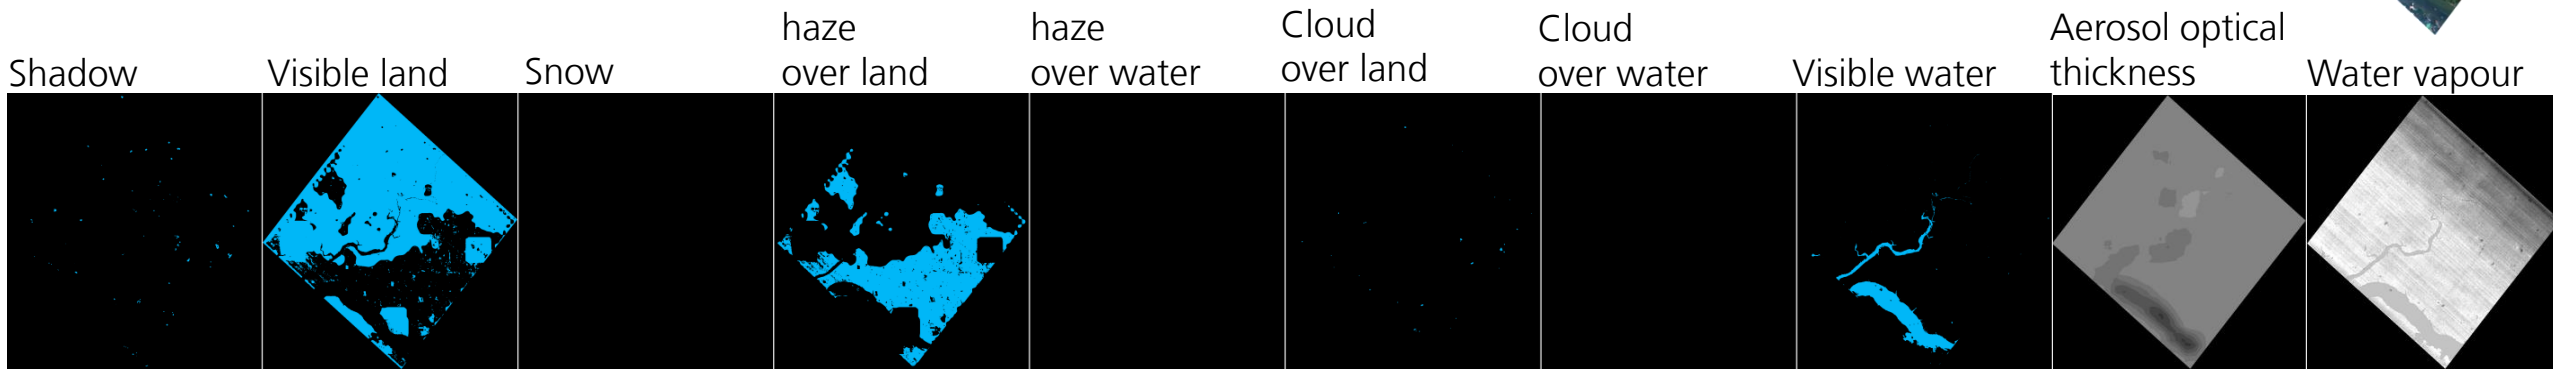 Shadow
Visible land
Snow
haze
over land
haze
over water
Cloud
over land
Cloud
over water
Visible water
Aerosol optical
thickness
Water vapour